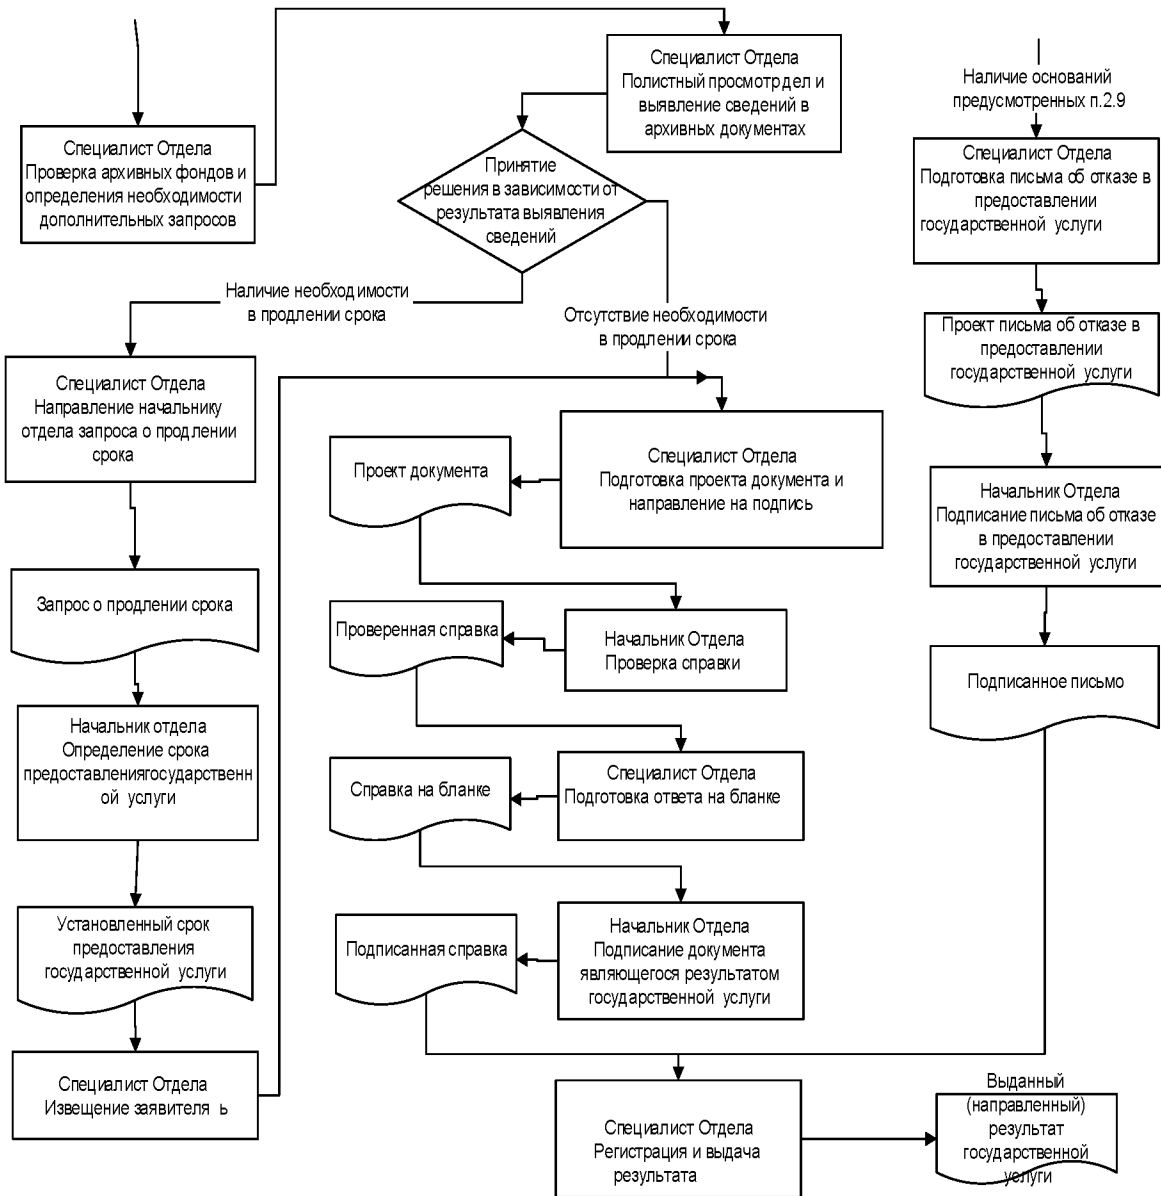 Специалист Отдела
Проверка архивных фондов и
определения необходимости
дополнительных запросов
Специалист Отдела
Полистный просмотр дел и
выявление сведений в
архивных документах
Принятие
решения в зависимости от
результата выявления
сведений
Наличие необходимости
в продлении срока
Отсутствие необходимости
в продлении срока
Специалист Отдела
Направление начальнику
отдела запроса о продлении
срока
Запрос о продлении срока
Начальник отдела
Определение срока
предоставлениягосударственн
ой услуги
Установленный срок
предоставления
государственной услуги
Специалист Отдела
Извещение заявителя ь
Специалист Отдела
Подготовка проекта документа и
направление на подпись
Проект документа
Начальник Отдела
Проверка справки
Проверенная справка
Специалист Отдела
Подготовка ответа на бланке
Справка на бланке
Начальник Отдела
Подписание документа
являющегося результатом
государственной услуги
Подписанная справка
Наличие оснований
предусмотренных п.2.9
Специалист Отдела
Подготовка письма об отказе в
предоставлении
государственной услуги
Проект письма об отказе в
предоставлении
государственной услуги
Начальник Отдела
Подписание письма об отказе
в предоставлении
государственной услуги
Подписанное письмо
Специалист Отдела
Регистрация и выдача
результата
Выданный
(направленный)
результат
государственной
услуги